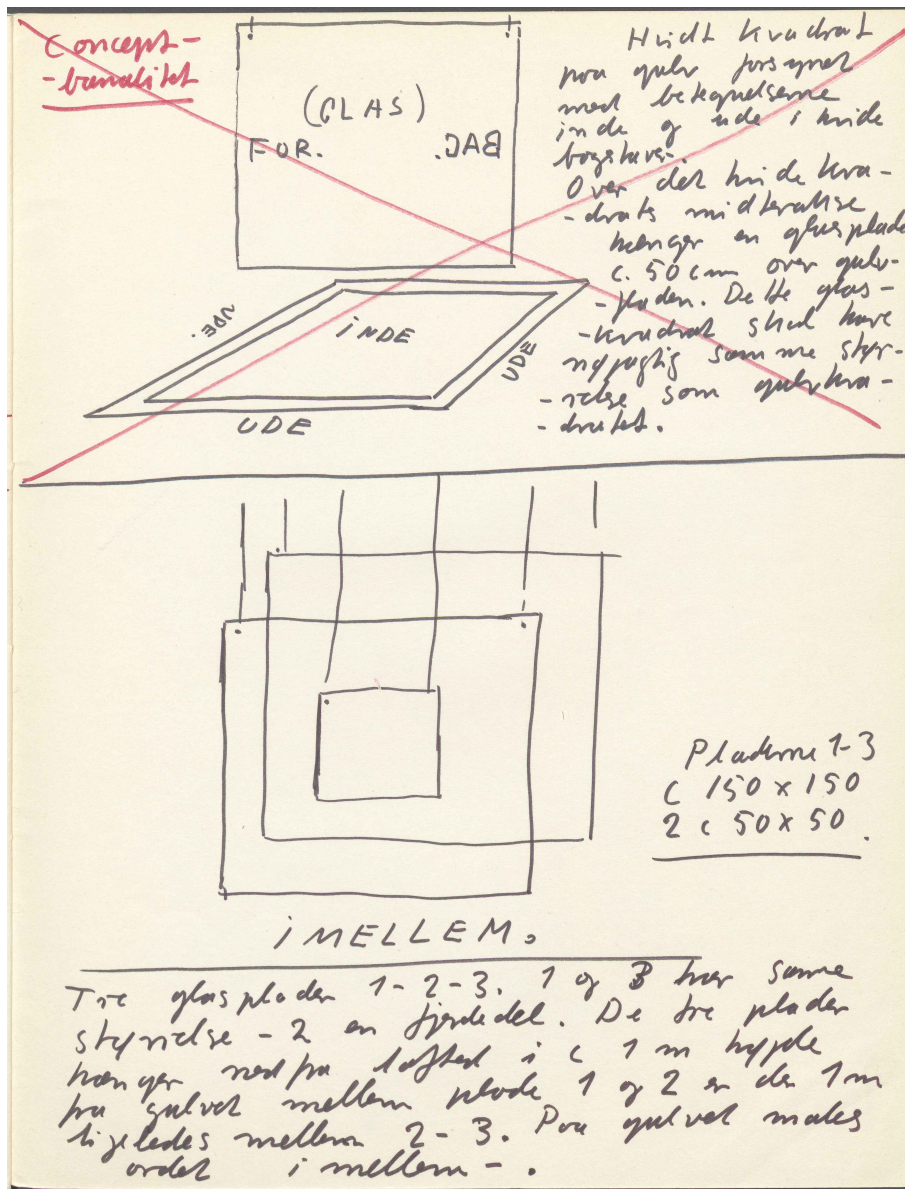 Concept-
-banalitet
(GLAS)
FOR. BAG.
Hvidt kvadrat
paa gulv forsynet
med betegnelserne
inde og ude i hvide
bogstaver.
Over det hvide kva-
-drats midterakse
hænger en glasplade
c. 50 cm over gulv-
-pladen. Dette glas-
-kvadrat skal have
nøjagtig samme stør-
-relse som gulvkva-
-dratet.
UDE.
INDE
UDE
UDE
Pladerne 1-3
c 150 x 150
2 c 50 x 50.
iMELLEM.
Tre glasplader 1-2-3. 1 og 3 har samme
størrelse - 2 en fjerdedel. De tre plader
hænger ned fra loftet i c 1 m højde
fra gulvet mellem plade 1 og 2 er der 1 m
ligeledes mellem 2-3. Paa gulvet males
ordet imellem - .